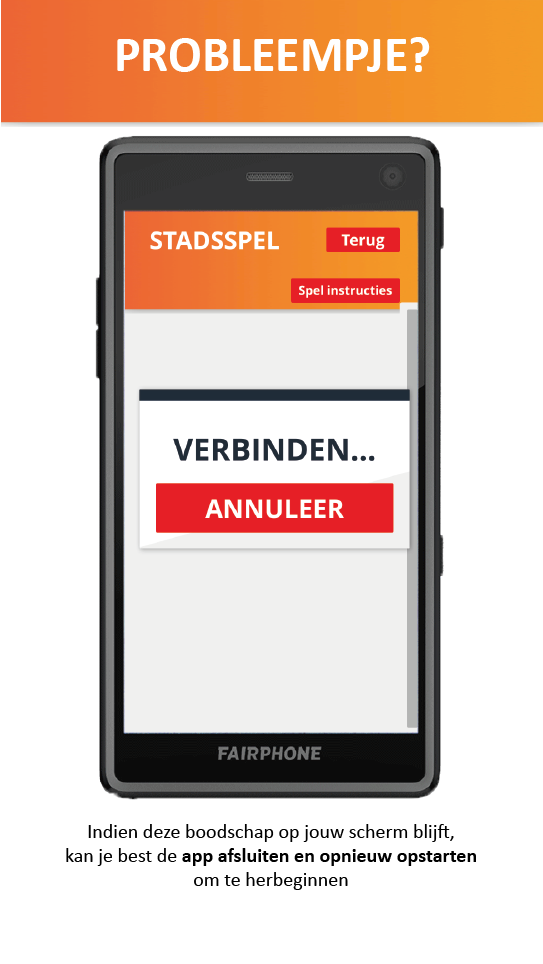 PROBLEEMPJE?
STADSSPEL
Terug
Spel instructies
VERBINDEN...
ANNULEER
FAIRPHONE
Indien deze boodschap op jouw scherm blijft,
kan je best de app afsluiten en opnieuw opstarten
om te herbeginnen